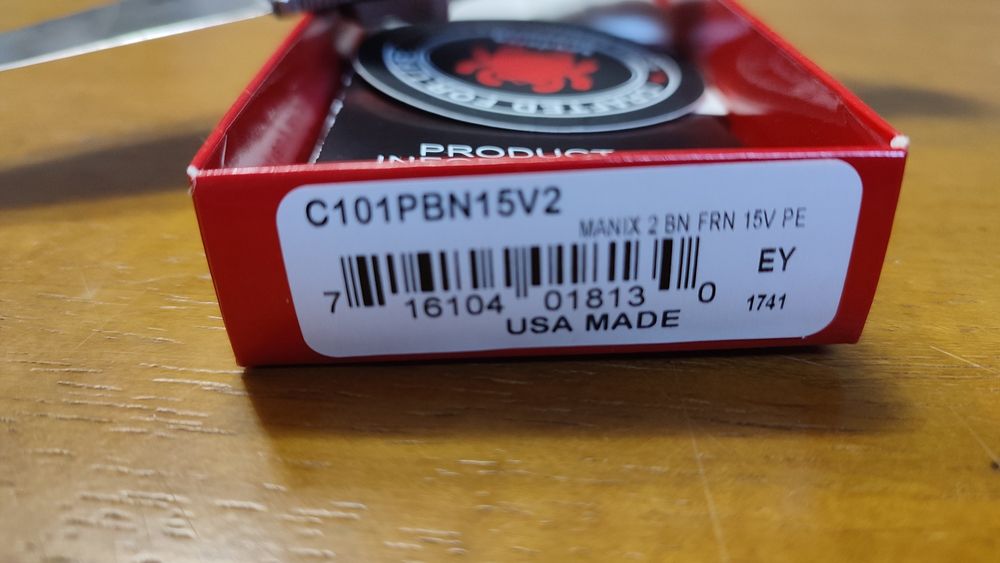 PRODUCT
C101PBN15V2
MANIX 2 BN FRN 15V PE
EY
7 16104 01813 0
1741
USA MADE